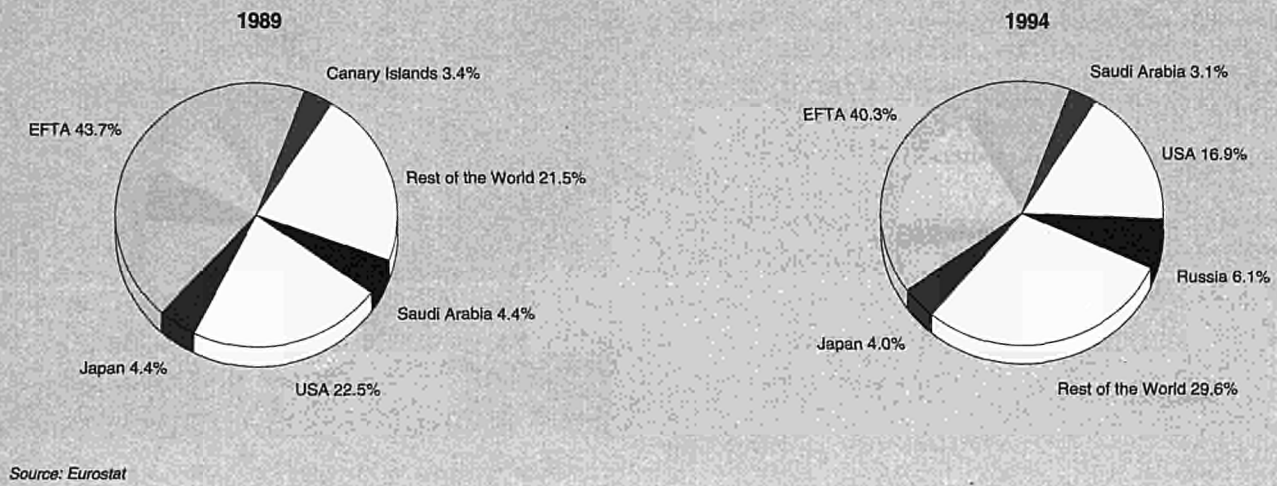 1989
Canary Islands 3.4%
EFTA 43.7%
Rest of the World 21.5%
Saudi Arabia 4.4%
Japan 4.4%
USA 22.5%
1994
Saudi Arabia 3.1%
EFTA 40.3%
USA 16.9%
Russia 6.1%
Japan 4.0%
Rest of the World 29.6%
Source: Eurostat